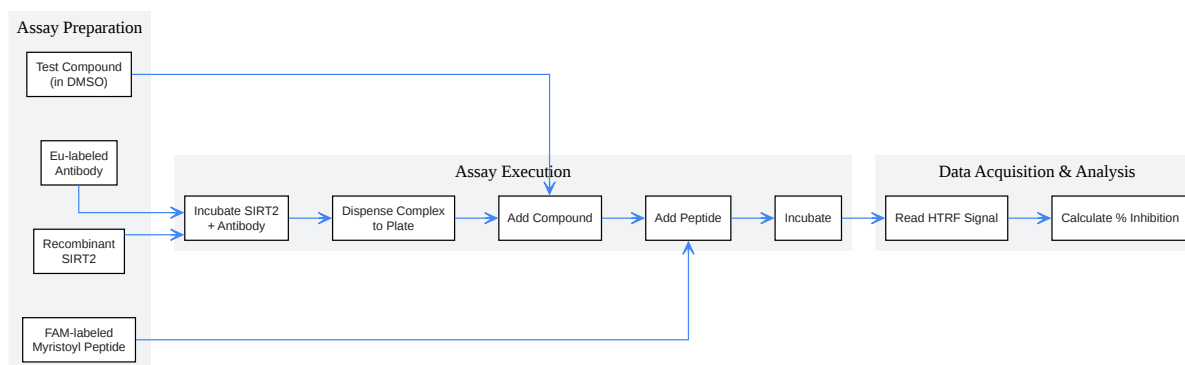 Assay Preparation
Test Compound
(in DMSO)
Eu-labeled
Antibody
Recombinant
SIRT2
FAM-labeled
Myristoyl Peptide
Assay Execution
Incubate SIRT2
+ Antibody
Dispense Complex
to Plate
Add Compound
Add Peptide
Incubate
Data Acquisition & Analysis
Read HTRF Signal
Calculate % Inhibition